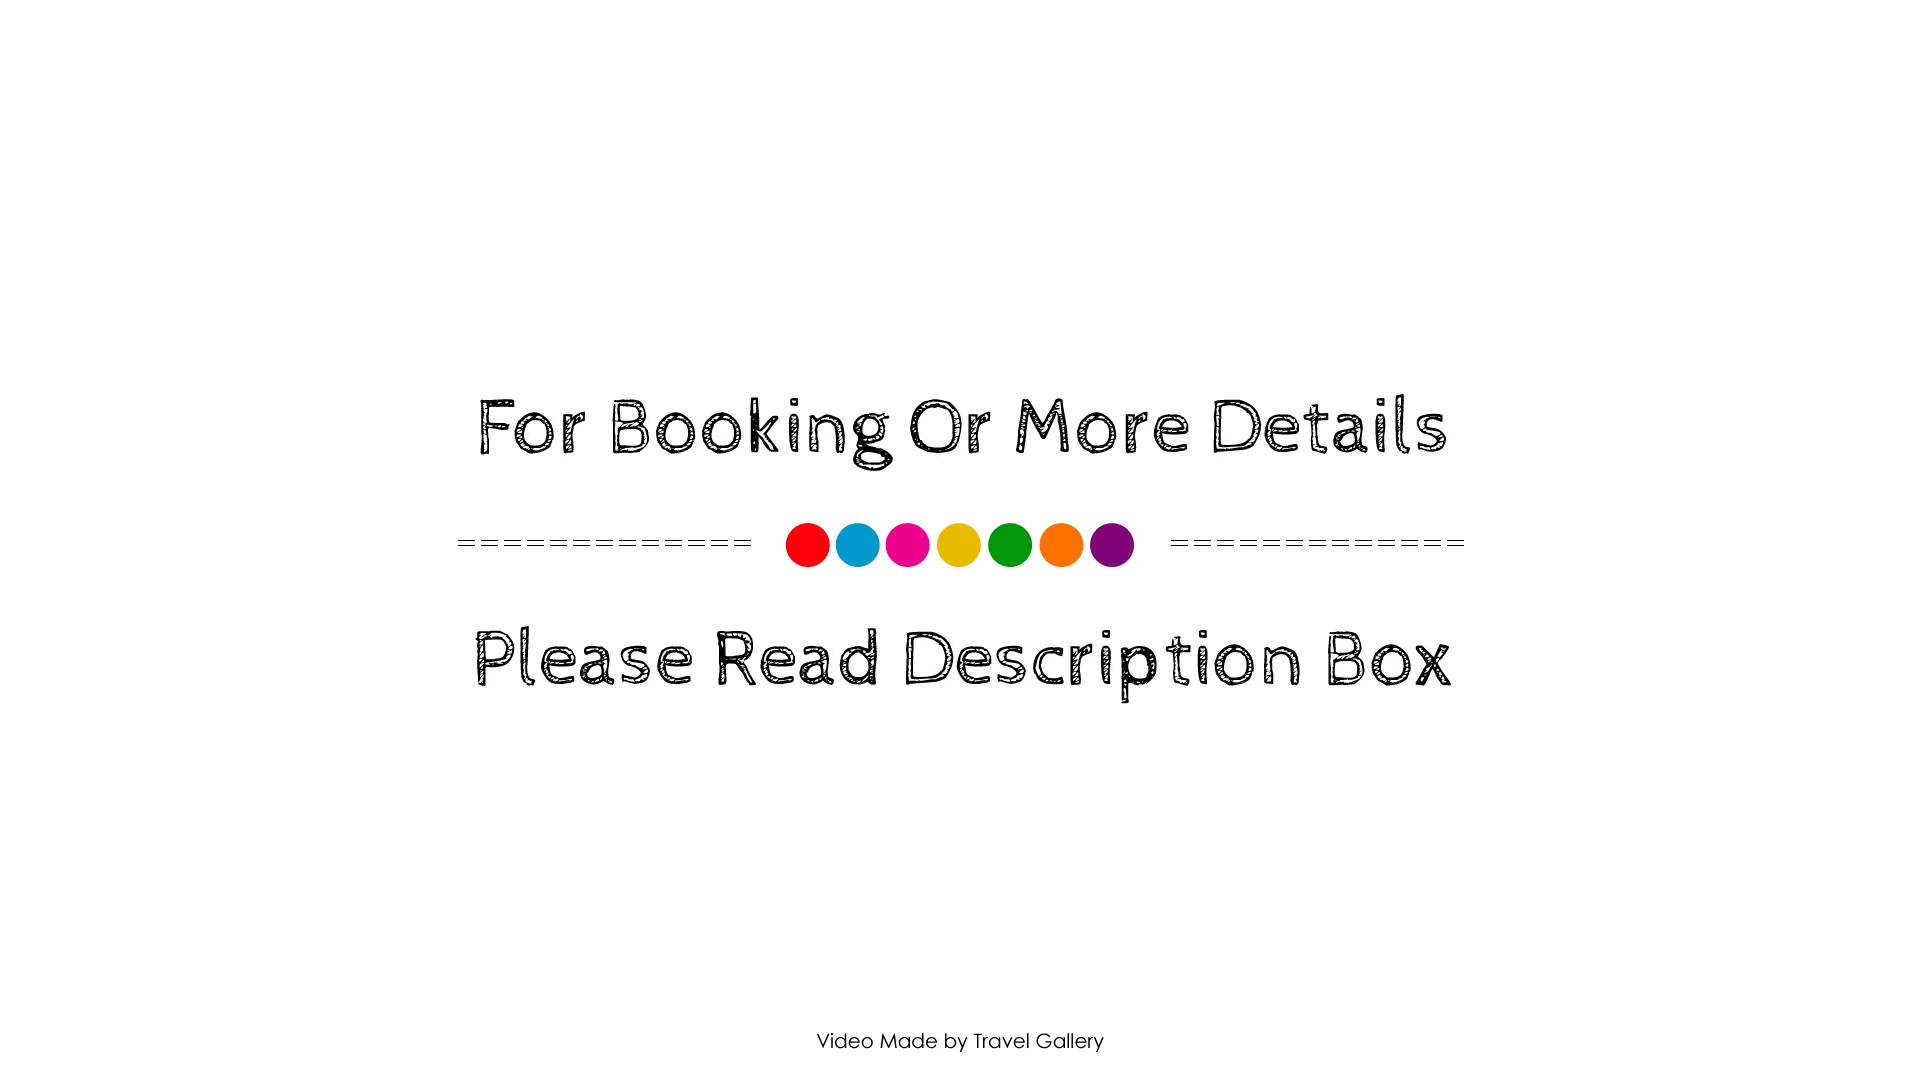 For Booking Or More Details
============= =============
Please Read Description Box
Video Made by Travel Gallery